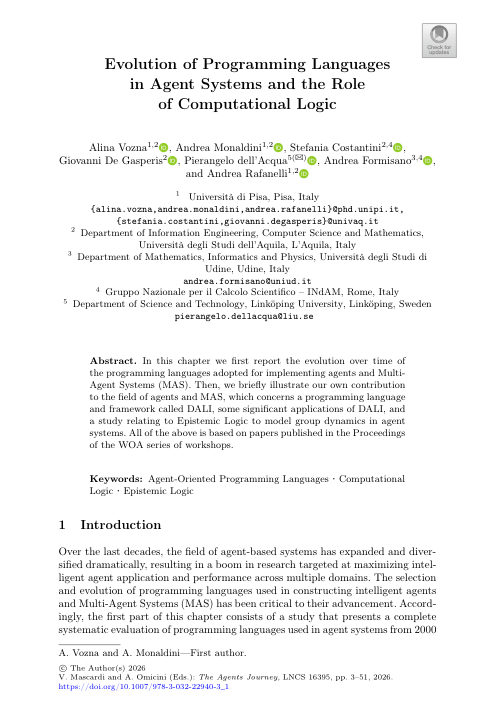 Check for
updates
Evolution of Programming Languages
in Agent Systems and the Role
of Computational Logic
Alina Vozna1,2, Andrea Monaldini1,2, Stefania Costantini2,4,
Giovanni De Gasperis2, Pierangelo dell'Acqua5(✉), Andrea Formisano3,4,
and Andrea Rafanelli1,2
1 Università di Pisa, Pisa, Italy
{alina.vozna,andrea.monaldini,andrea.rafanelli}@phd.unipi.it,
{stefania.costantini,giovanni.degasperis}@univaq.it
2 Department of Information Engineering, Computer Science and Mathematics,
Università degli Studi dell'Aquila, L'Aquila, Italy
3 Department of Mathematics, Informatics and Physics, Università degli Studi di
Udine, Udine, Italy
andrea.formisano@uniud.it
4 Gruppo Nazionale per il Calcolo Scientifico – INdAM, Rome, Italy
5 Department of Science and Technology, Linköping University, Linköping, Sweden
pierangelo.dellacqua@liu.se
Abstract. In this chapter we first report the evolution over time of
the programming languages adopted for implementing agents and Multi-
Agent Systems (MAS). Then, we briefly illustrate our own contribution
to the field of agents and MAS, which concerns a programming language
and framework called DALI, some significant applications of DALI, and
a study relating to Epistemic Logic to model group dynamics in agent
systems. All of the above is based on papers published in the Proceedings
of the WOA series of workshops.
Keywords: Agent-Oriented Programming Languages · Computational
Logic · Epistemic Logic
1 Introduction
Over the last decades, the field of agent-based systems has expanded and diver-
sified dramatically, resulting in a boom in research targeted at maximizing intel-
ligent agent application and performance across multiple domains. The selection
and evolution of programming languages used in constructing intelligent agents
and Multi-Agent Systems (MAS) has been critical to their advancement. Accord-
ingly, the first part of this chapter consists of a study that presents a complete
systematic evaluation of programming languages used in agent systems from 2000
A. Vozna and A. Monaldini—First author.
© The Author(s) 2026
V. Mascardi and A. Omicini (Eds.): The Agents Journey, LNCS 16395, pp. 3–51, 2026.
https://doi.org/10.1007/978-3-032-22940-3_1